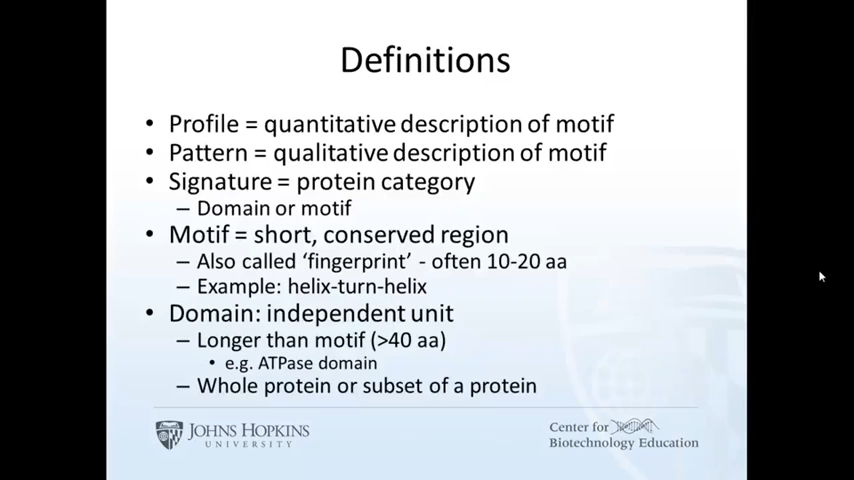 Definitions
• Profile = quantitative description of motif
• Pattern = qualitative description of motif
• Signature = protein category
– Domain or motif
• Motif = short, conserved region
– Also called 'fingerprint' - often 10-20 aa
– Example: helix-turn-helix
• Domain: independent unit
– Longer than motif (>40 aa)
• e.g. ATPase domain
– Whole protein or subset of a protein
JOHNS HOPKINS
UNIVERSITY
Center for
Biotechnology Education